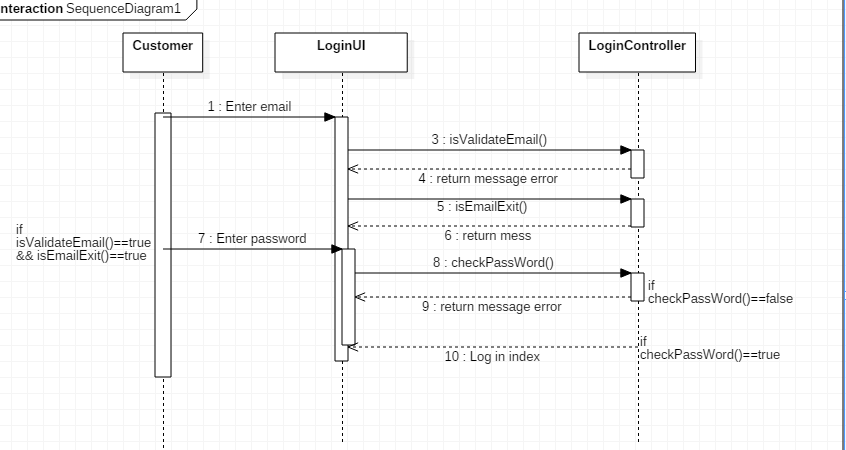 nteraction SequenceDiagram1
Customer
LoginUI
LoginController
1 : Enter email
3 : isValidateEmail()
4 : return message error
5 : isEmailExit()
6 : return mess
if
isValidateEmail()==true
&& isEmailExit()==true
7 : Enter password
8 : checkPassWord()
if
checkPassWord()==false
9 : return message error
if
checkPassWord()==true
10 : Log in index